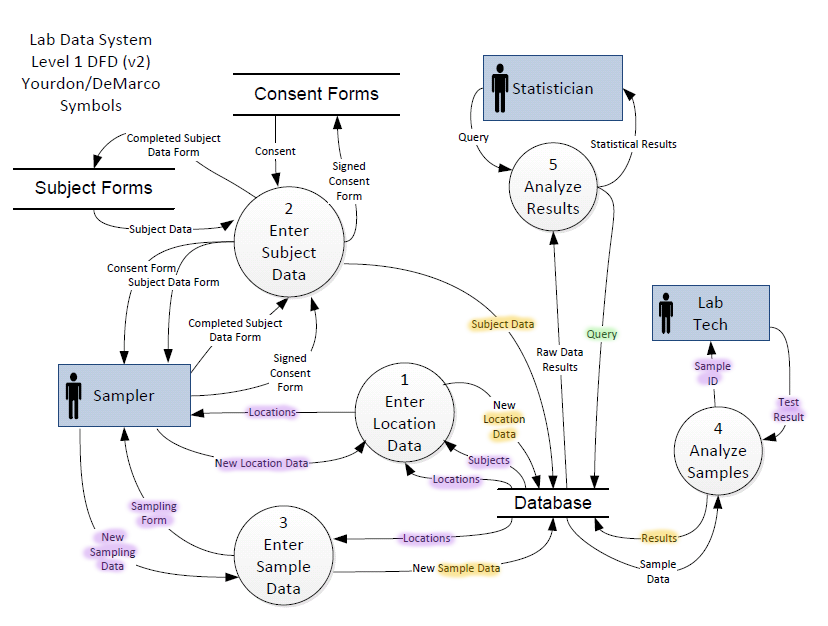 Lab Data System
Level 1 DFD (v2)
Yourdon/DeMarco
Symbols
Consent Forms
Statistician
Completed Subject
Data Form
Consent
Signed
Consent
Form
Query
Statistical Results
5
Analyze
Results
Subject Forms
Subject Data
2
Enter
Subject
Data
Consent Form
Subject Data Form
Completed Subject
Data Form
Signed
Consent
Form
Subject Data
Query
Raw Data
Results
Lab
Tech
Sample
ID
Test
Result
Sampler
Locations
New Location Data
1
Enter
Location
Data
New
Location
Data
Subjects
Locations
4
Analyze
Samples
Database
Sampling
Form
New
Sampling
Data
3
Enter
Sample
Data
Locations
New Sample Data
Results
Sample
Data